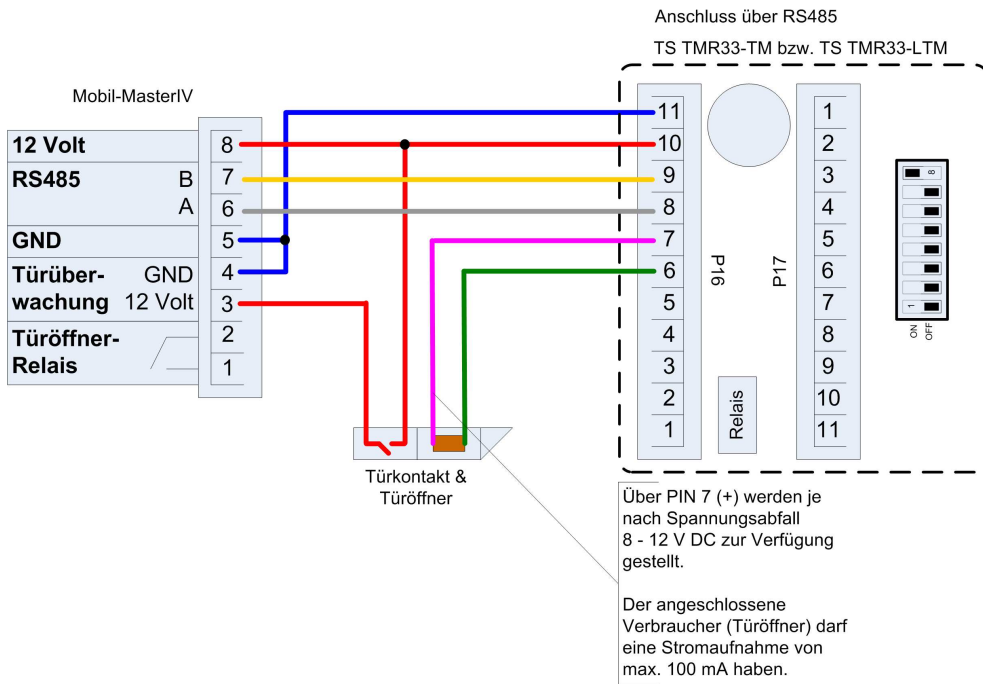 Anschluss über RS485
TS TMR33-TM bzw. TS TMR33-LTM
Mobil-MasterIV
12 Volt 8
RS485 B 7
A 6
GND 5
Türüber- GND 4
wachung 12 Volt 3
Türöffner- 2
Relais 1
11
10
9
8
7
6
5
4
3
2
1
P16
Relais
P17
1
2
3
4
5
6
7
8
9
10
11
8
1
ON
OFF
Türkontakt &
Türöffner
Über PIN 7 (+) werden je
nach Spannungsabfall
8 - 12 V DC zur Verfügung
gestellt.
Der angeschlossene
Verbraucher (Türöffner) darf
eine Stromaufnahme von
max. 100 mA haben.